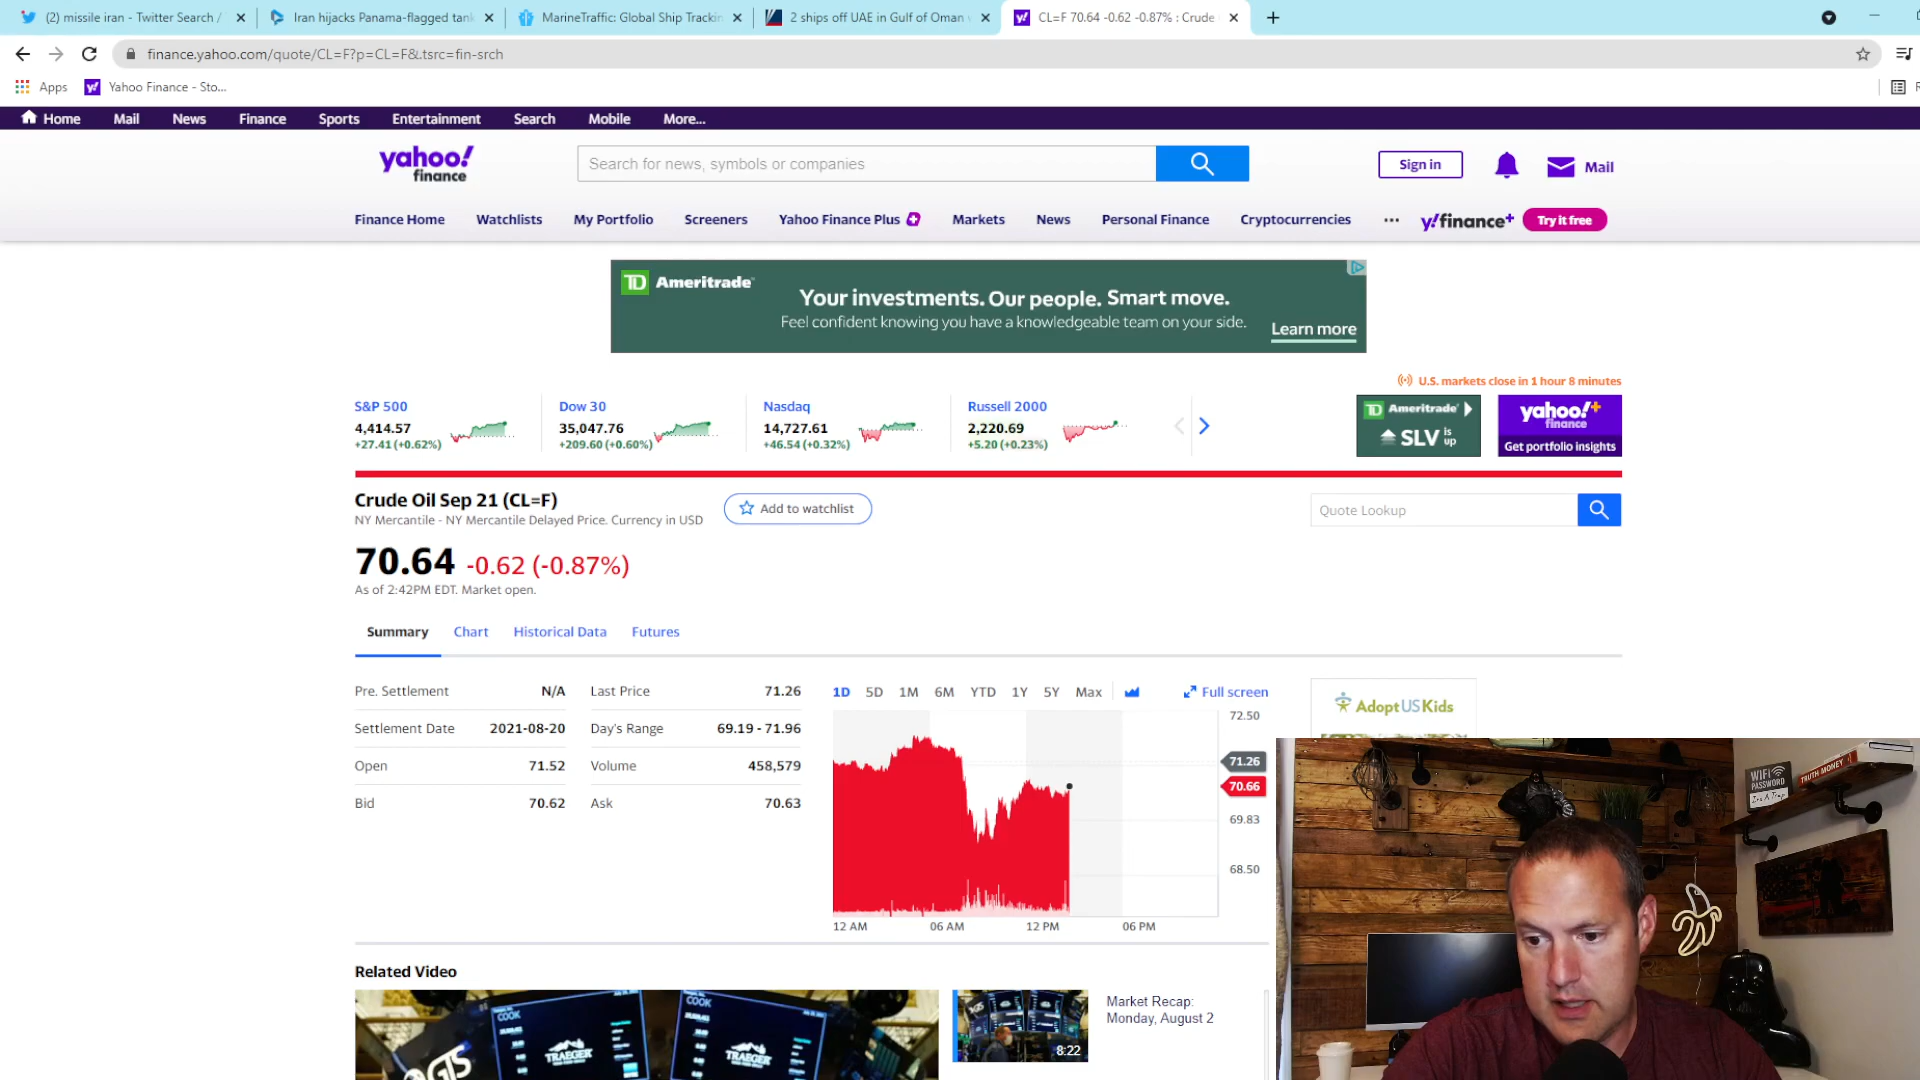 (2) missile iran - Twitter Search /
Iran hijacks Panama-flagged tank
MarineTraffic: Global Ship Trackin
2 ships off UAE in Gulf of Oman
CL=F 70.64 -0.62 -0.87% : Crude
finance.yahoo.com/quote/CL=F?p=CL=F&.tsrc=fin-srch
Apps
Yahoo Finance - Sto...
Home
Mail
News
Finance
Sports
Entertainment
Search
Mobile
More...
yahoo!
finance
Search for news, symbols or companies
Sign in
Mail
Finance Home
Watchlists
My Portfolio
Screeners
Yahoo Finance Plus
Markets
News
Personal Finance
Cryptocurrencies
y!finance+
Try it free
TD Ameritrade
Your investments. Our people. Smart move.
Feel confident knowing you have a knowledgeable team on your side.
Learn more
U.S. markets close in 1 hour 8 minutes
S&P 500
4,414.57
+27.41 (+0.62%)
Dow 30
35,047.76
+209.60 (+0.60%)
Nasdaq
14,727.61
+46.54 (+0.32%)
Russell 2000
2,220.69
+5.20 (+0.23%)
TD Ameritrade
SLV is up
yahoo!+
finance
Get portfolio insights
Crude Oil Sep 21 (CL=F)
NY Mercantile - NY Mercantile Delayed Price. Currency in USD
Add to watchlist
Quote Lookup
70.64 -0.62 (-0.87%)
As of 2:42PM EDT. Market open.
Summary
Chart
Historical Data
Futures
Pre. Settlement N/A
Settlement Date 2021-08-20
Open 71.52
Bid 70.62
Last Price 71.26
Day's Range 69.19 - 71.96
Volume 458,579
Ask 70.63
1D 5D 1M 6M YTD 1Y 5Y Max
Full screen
72.50
71.26
70.66
69.83
68.50
12 AM 06 AM 12 PM 06 PM
AdoptUSKids
WIFI
PASSWORD
TRUTH MONEY
Related Video
COOK
COOK
TRAEGER
TRAEGER
GTS
8:22
Market Recap:
Monday, August 2